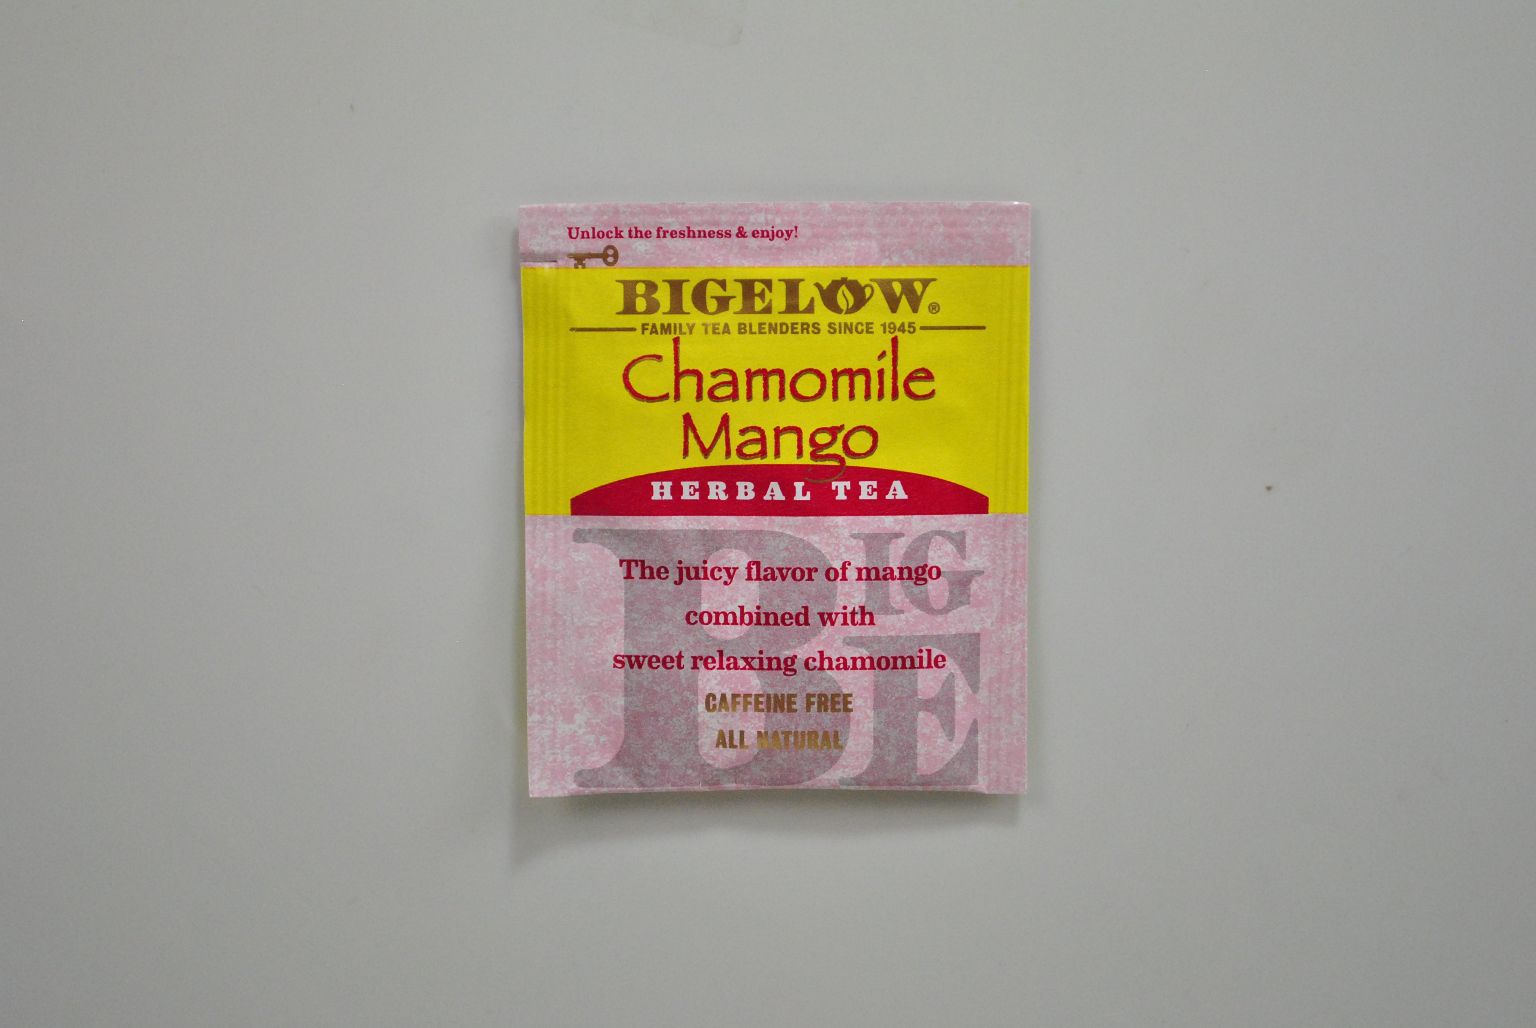 Unlock the freshness & enjoy!
BIGELOW®
FAMILY TEA BLENDERS SINCE 1945
Chamomile
Mango
HERBAL TEA
BIGE
The juicy flavor of mango
combined with
sweet relaxing chamomile
CAFFEINE FREE
ALL NATURAL